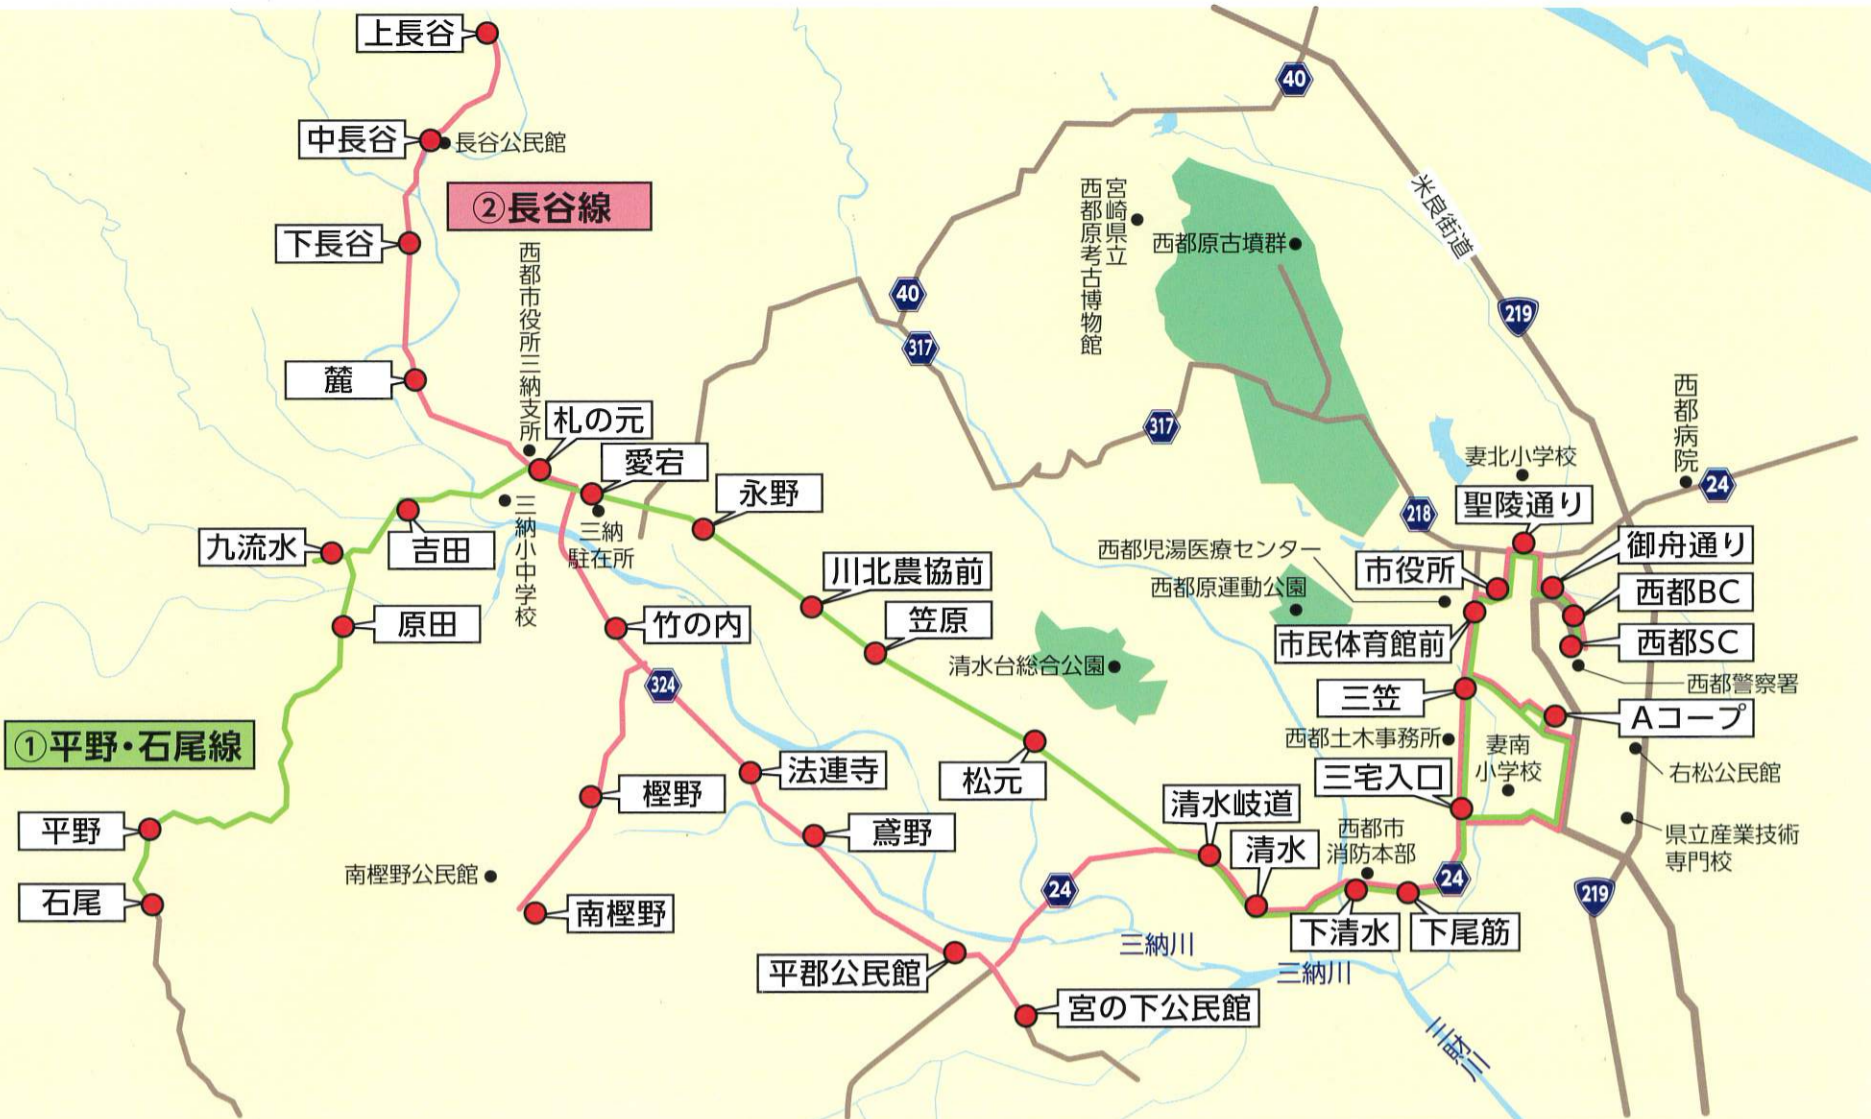 上長谷
中長谷
長谷公民館
②長谷線
下長谷
麓
西都市役所三納支所
札の元
愛宕
永野
三納小中学校
三納
駐在所
吉田
九流水
原田
①平野・石尾線
平野
石尾
川北農協前
笠原
竹の内
324
法連寺
樫野
鳶野
南樫野公民館
南樫野
平郡公民館
宮の下公民館
清水台総合公園
松元
清水岐道
清水
24
三納川
三納川
三財川
下清水
下尾筋
西都市
消防本部
24
40
40
317
317
宮崎県立
西都原考古博物館
西都原古墳群
米良街道
219
西都病院
24
妻北小学校
218
聖陵通り
御舟通り
西都児湯医療センター
西都原運動公園
市役所
西都BC
市民体育館前
西都SC
西都警察署
三笠
Aコープ
西都土木事務所
妻南
小学校
右松公民館
三宅入口
県立産業技術
専門校
219